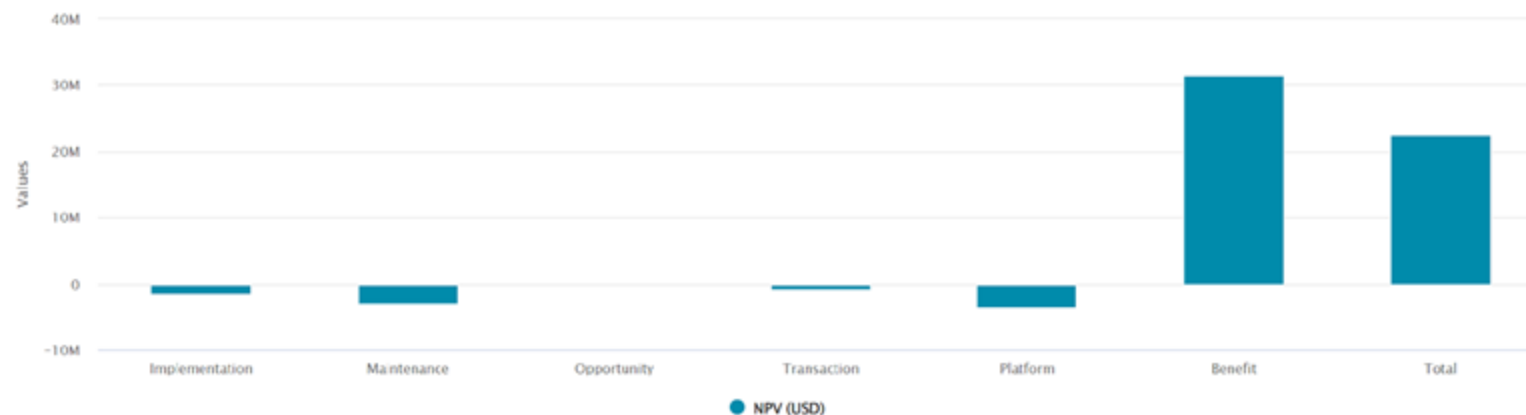 40M
30M
20M
10M
0
-10M
Values
Implementation Maintenance Opportunity Transaction Platform Benefit Total
NPV (USD)